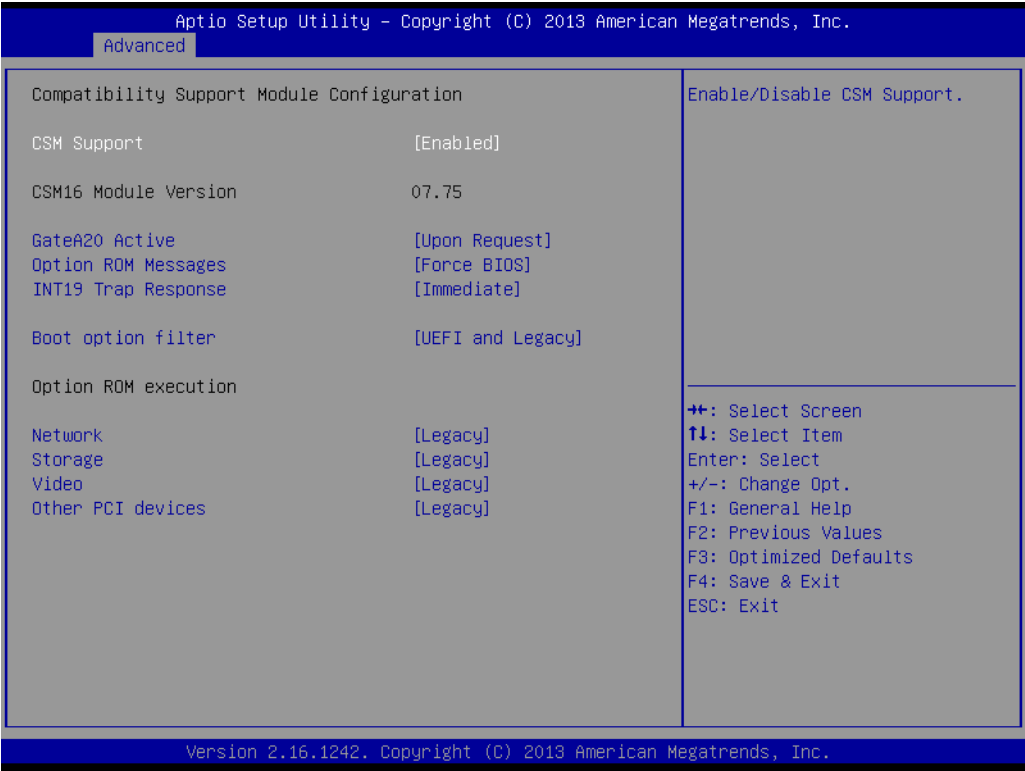 Aptio Setup Utility – Copyright (C) 2013 American Megatrends, Inc.
Advanced
Compatibility Support Module Configuration
CSM Support [Enabled]
CSM16 Module Version 07.75
GateA20 Active [Upon Request]
Option ROM Messages [Force BIOS]
INT19 Trap Response [Immediate]
Boot option filter [UEFI and Legacy]
Option ROM execution
Network [Legacy]
Storage [Legacy]
Video [Legacy]
Other PCI devices [Legacy]
Enable/Disable CSM Support.
→←: Select Screen
↑↓: Select Item
Enter: Select
+/-: Change Opt.
F1: General Help
F2: Previous Values
F3: Optimized Defaults
F4: Save & Exit
ESC: Exit
Version 2.16.1242. Copyright (C) 2013 American Megatrends, Inc.